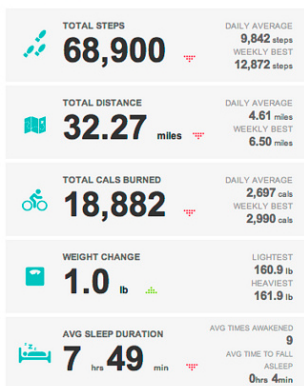 TOTAL STEPS
68,900
DAILY AVERAGE
9,842 steps
WEEKLY BEST
12,872 steps
TOTAL DISTANCE
32.27 miles
DAILY AVERAGE
4.61 miles
WEEKLY BEST
6.50 miles
TOTAL CALS BURNED
18,882
DAILY AVERAGE
2,697 cals
WEEKLY BEST
2,990 cals
WEIGHT CHANGE
1.0 lb
LIGHTEST
160.9 lb
HEAVIEST
161.9 lb
AVG SLEEP DURATION
7 hrs 49 min
AVG TIMES AWAKENED
9
AVG TIME TO FALL
ASLEEP
0hrs 4min